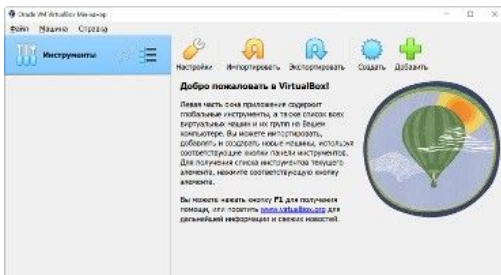 Oracle VM VirtualBox Менеджер
Файл Машина Справка
Инструменты
Настройки Импортировать Экспортировать Создать Добавить
Добро пожаловать в VirtualBox!
Левая часть окна приложения содержит
глобальные инструменты, а также список всех
виртуальных машин и их групп на Вашем
компьютере. Вы можете импортировать,
добавлять и создавать новые машины, используя
соответствующие кнопки панели инструментов.
Для получения списка инструментов текущего
элемента, нажмите соответствующую кнопку
элемента.
Вы можете нажать кнопку F1 для получения
помощи, или посетить www.virtualbox.org для
дальнейшей информации и свежих новостей.